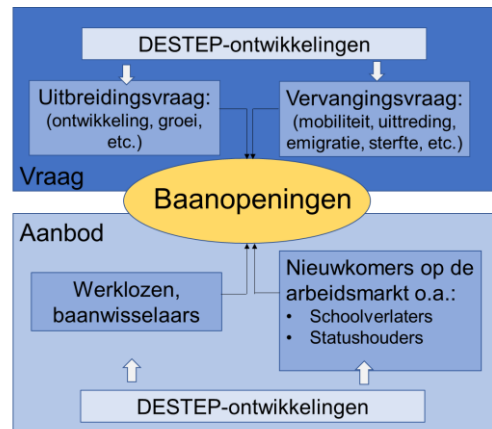 DESTEP-ontwikkelingen
Uitbreidingsvraag:
(ontwikkeling, groei,
etc.)
Vervangingsvraag:
(mobiliteit, uittreding,
emigratie, sterfte, etc.)
Vraag
Baanopeningen
Aanbod
Werklozen,
baanwisselaars
Nieuwkomers op de
arbeidsmarkt o.a.:
• Schoolverlaters
• Statushouders
DESTEP-ontwikkelingen